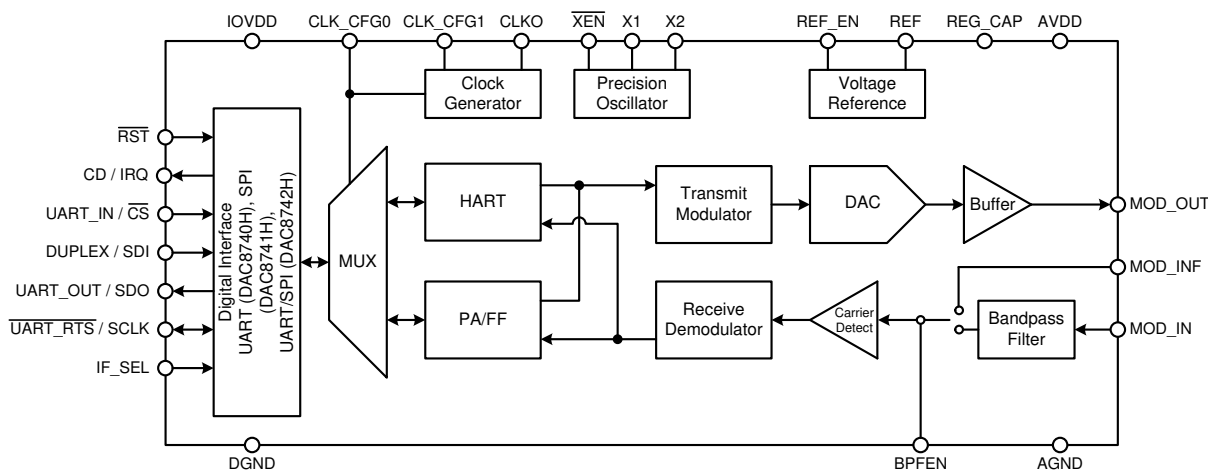 IOVDD
CLK_CFG0
CLK_CFG1
CLKO
XEN
X1
X2
REF_EN
REF
REG_CAP
AVDD
Clock
Generator
Precision
Oscillator
Voltage
Reference
RST
CD / IRQ
UART_IN / CS
DUPLEX / SDI
UART_OUT / SDO
UART_RTS / SCLK
IF_SEL
Digital Interface
UART (DAC8740H), SPI
(DAC8741H),
UART/SPI (DAC8742H)
MUX
HART
PA/FF
Transmit
Modulator
DAC
Buffer
MOD_OUT
Receive
Demodulator
Carrier
Detect
Bandpass
Filter
MOD_INF
MOD_IN
DGND
BPFEN
AGND